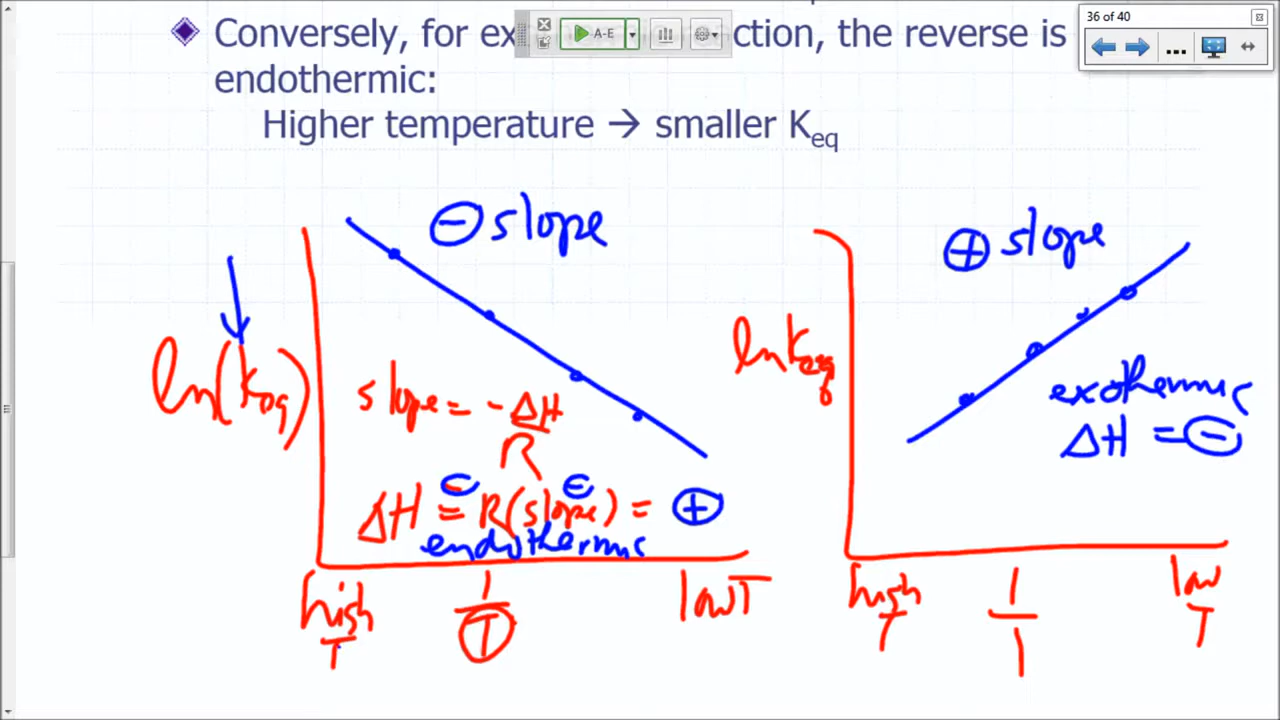 36 of 40
A-E
Conversely, for ex ction, the reverse is
endothermic:
Higher temperature → smaller Keq
⊖ slope
ln(Keq)
slope = -ΔH/R
ΔH = -R(slope) = ⊕
⊖
endothermic
high T
1/T
low T
⊕ slope
ln Keq
exothermic
ΔH = ⊖
high T
1/T
low T